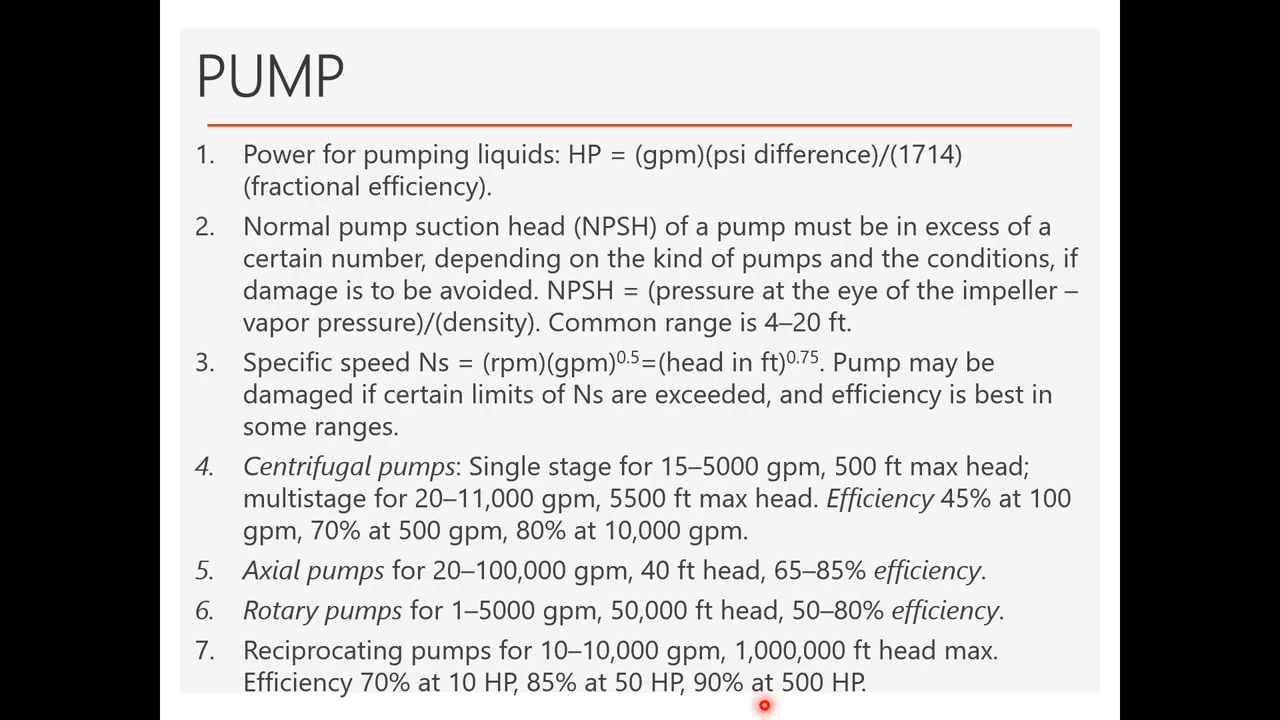 PUMP
1. Power for pumping liquids: HP = (gpm)(psi difference)/(1714)
(fractional efficiency).
2. Normal pump suction head (NPSH) of a pump must be in excess of a
certain number, depending on the kind of pumps and the conditions, if
damage is to be avoided. NPSH = (pressure at the eye of the impeller –
vapor pressure)/(density). Common range is 4–20 ft.
3. Specific speed Ns = (rpm)(gpm)^0.5=(head in ft)^0.75. Pump may be
damaged if certain limits of Ns are exceeded, and efficiency is best in
some ranges.
4. Centrifugal pumps: Single stage for 15–5000 gpm, 500 ft max head;
multistage for 20–11,000 gpm, 5500 ft max head. Efficiency 45% at 100
gpm, 70% at 500 gpm, 80% at 10,000 gpm.
5. Axial pumps for 20–100,000 gpm, 40 ft head, 65–85% efficiency.
6. Rotary pumps for 1–5000 gpm, 50,000 ft head, 50–80% efficiency.
7. Reciprocating pumps for 10–10,000 gpm, 1,000,000 ft head max.
Efficiency 70% at 10 HP, 85% at 50 HP, 90% at 500 HP.